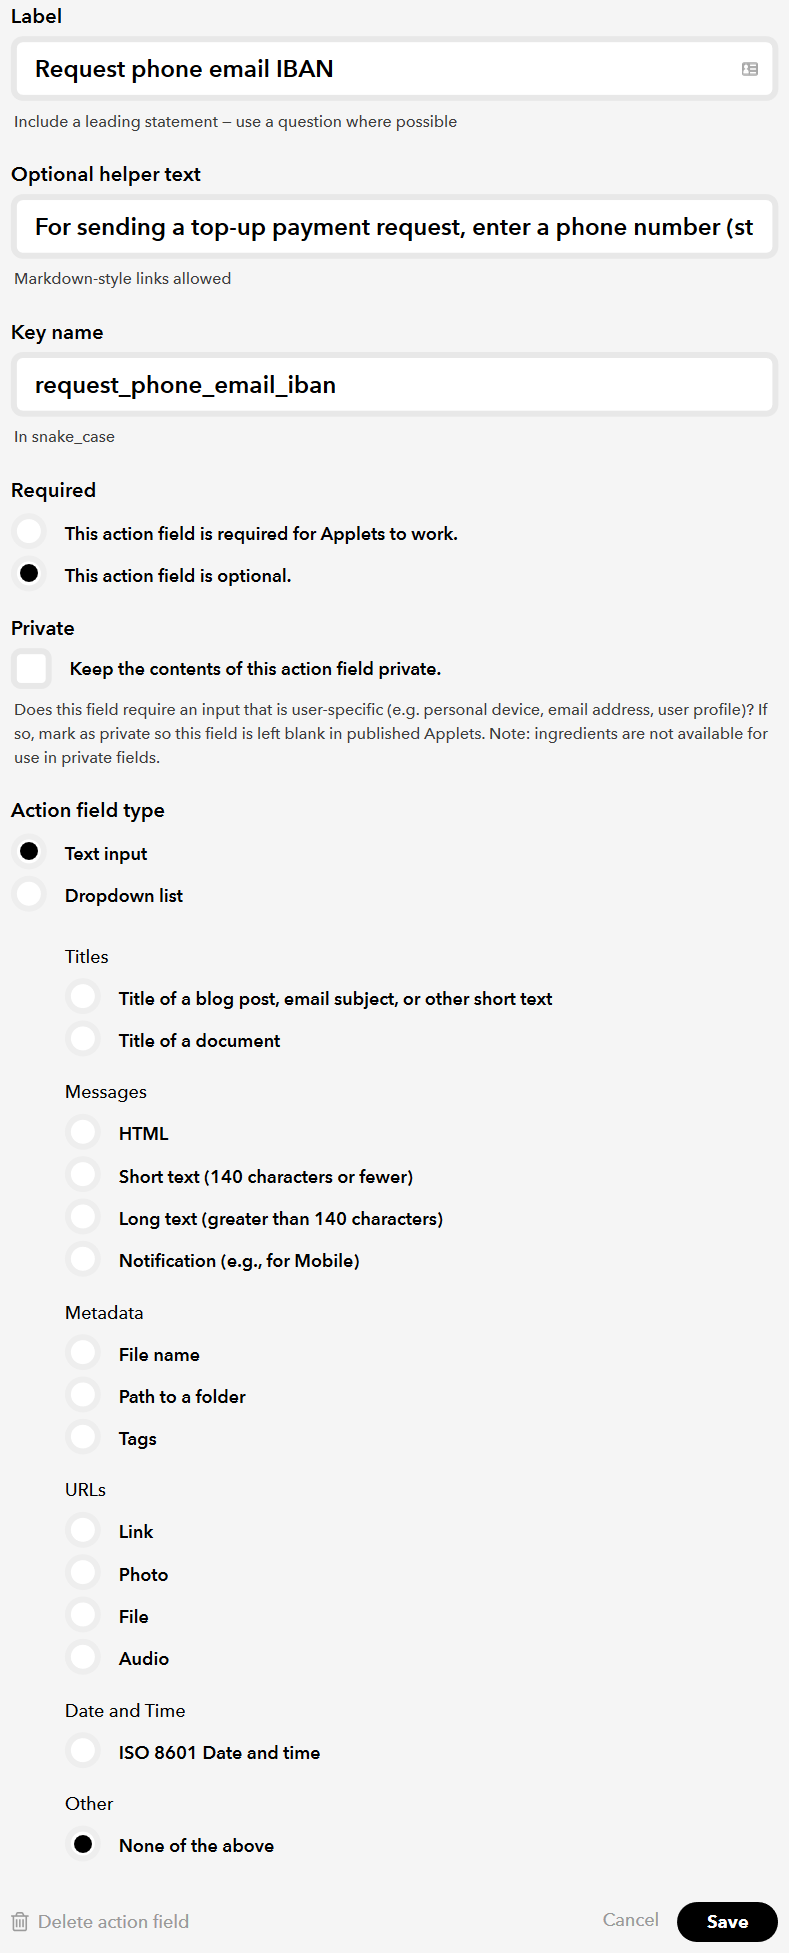 Label
Request phone email IBAN
Include a leading statement – use a question where possible
Optional helper text
For sending a top-up payment request, enter a phone number (st
Markdown-style links allowed
Key name
request_phone_email_iban
In snake_case
Required
This action field is required for Applets to work.
This action field is optional.
Private
Keep the contents of this action field private.
Does this field require an input that is user-specific (e.g. personal device, email address, user profile)? If
so, mark as private so this field is left blank in published Applets. Note: ingredients are not available for
use in private fields.
Action field type
Text input
Dropdown list
Titles
Title of a blog post, email subject, or other short text
Title of a document
Messages
HTML
Short text (140 characters or fewer)
Long text (greater than 140 characters)
Notification (e.g., for Mobile)
Metadata
File name
Path to a folder
Tags
URLs
Link
Photo
File
Audio
Date and Time
ISO 8601 Date and time
Other
None of the above
Delete action field
Cancel
Save